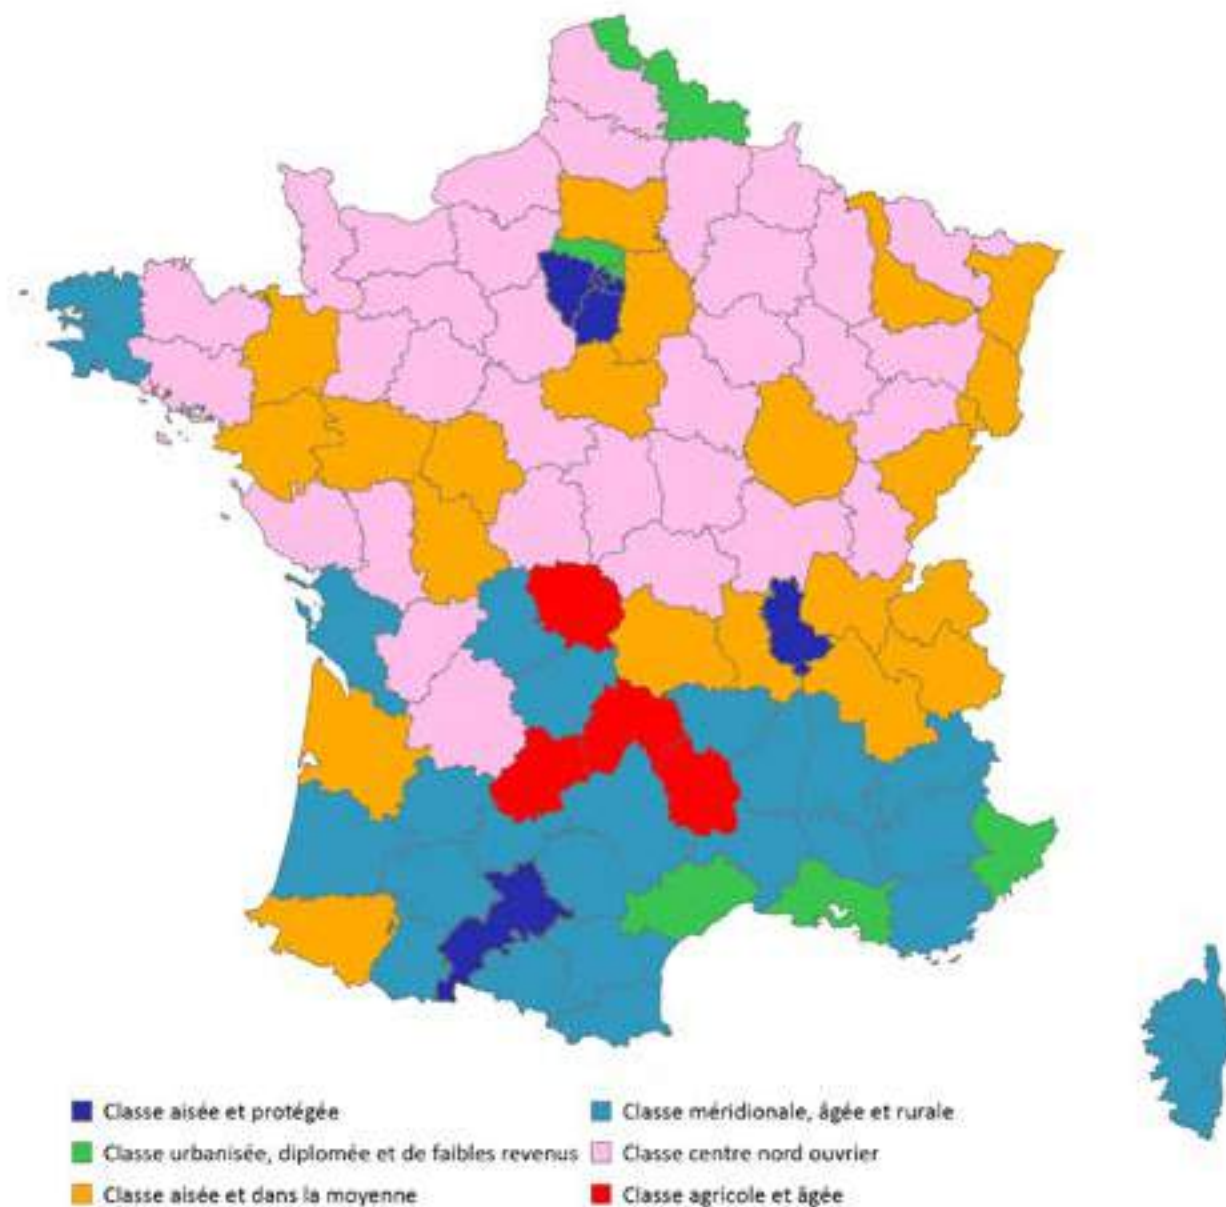 Classe aisée et protégée
Classe méridionale, âgée et rurale
Classe urbanisée, diplomée et de faibles revenus
Classe centre nord ouvrier
Classe aisée et dans la moyenne
Classe agricole et âgée